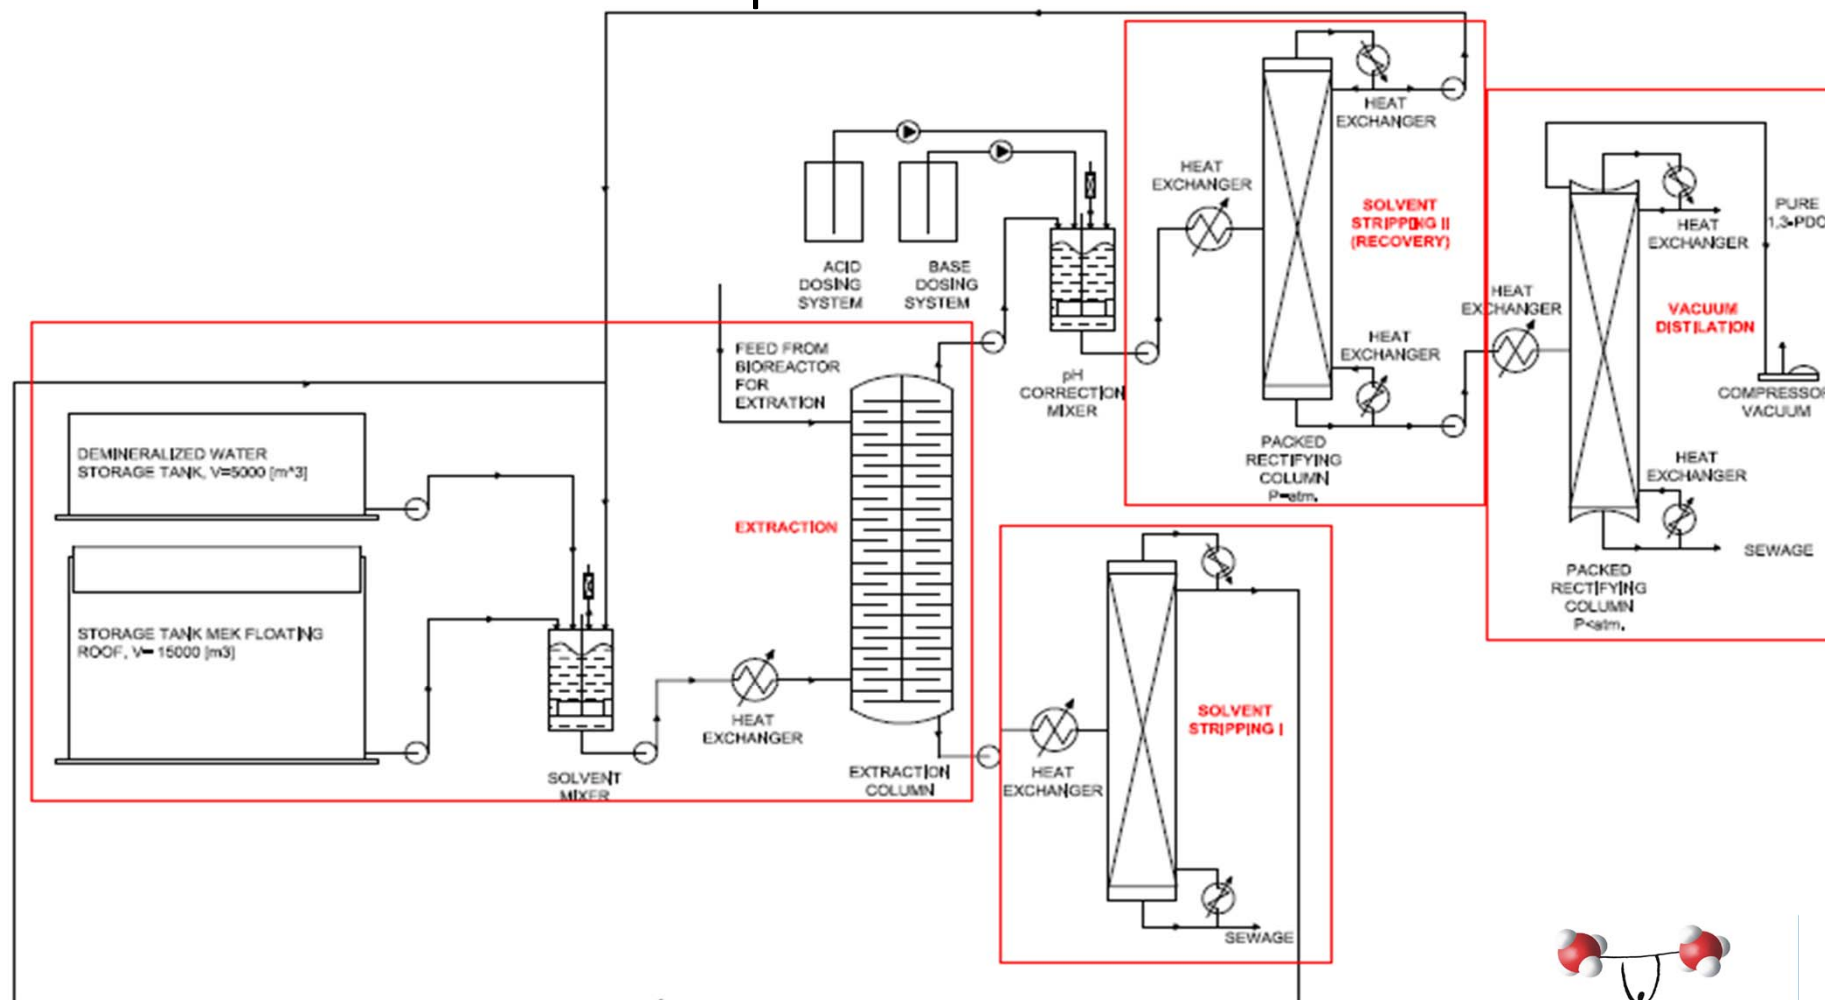 HEAT
EXCHANGER
HEAT
EXCHANGER
SOLVENT
STRIPPING II
(RECOVERY)
HEAT
EXCHANGER
PACKED
RECTIFYING
COLUMN
P=atm.
ACID
DOSING
SYSTEM
BASE
DOSING
SYSTEM
pH
CORRECTION
MIXER
PURE
1,3-PDO
HEAT
EXCHANGER
HEAT
EXCHANGER
VACUUM
DISTILATION
COMPRESSOR
VACUUM
HEAT
EXCHANGER
SEWAGE
PACKED
RECTIFYING
COLUMN
P<atm.
FEED FROM
BIOREACTOR
FOR
EXTRATION
DEMINERALIZED WATER
STORAGE TANK, V=5000 [m^3]
EXTRACTION
STORAGE TANK MEK FLOATING
ROOF, V= 15000 [m3]
HEAT
EXCHANGER
SOLVENT
MIXER
EXTRACTION
COLUMN
HEAT
EXCHANGER
SOLVENT
STRIPPING I
SEWAGE